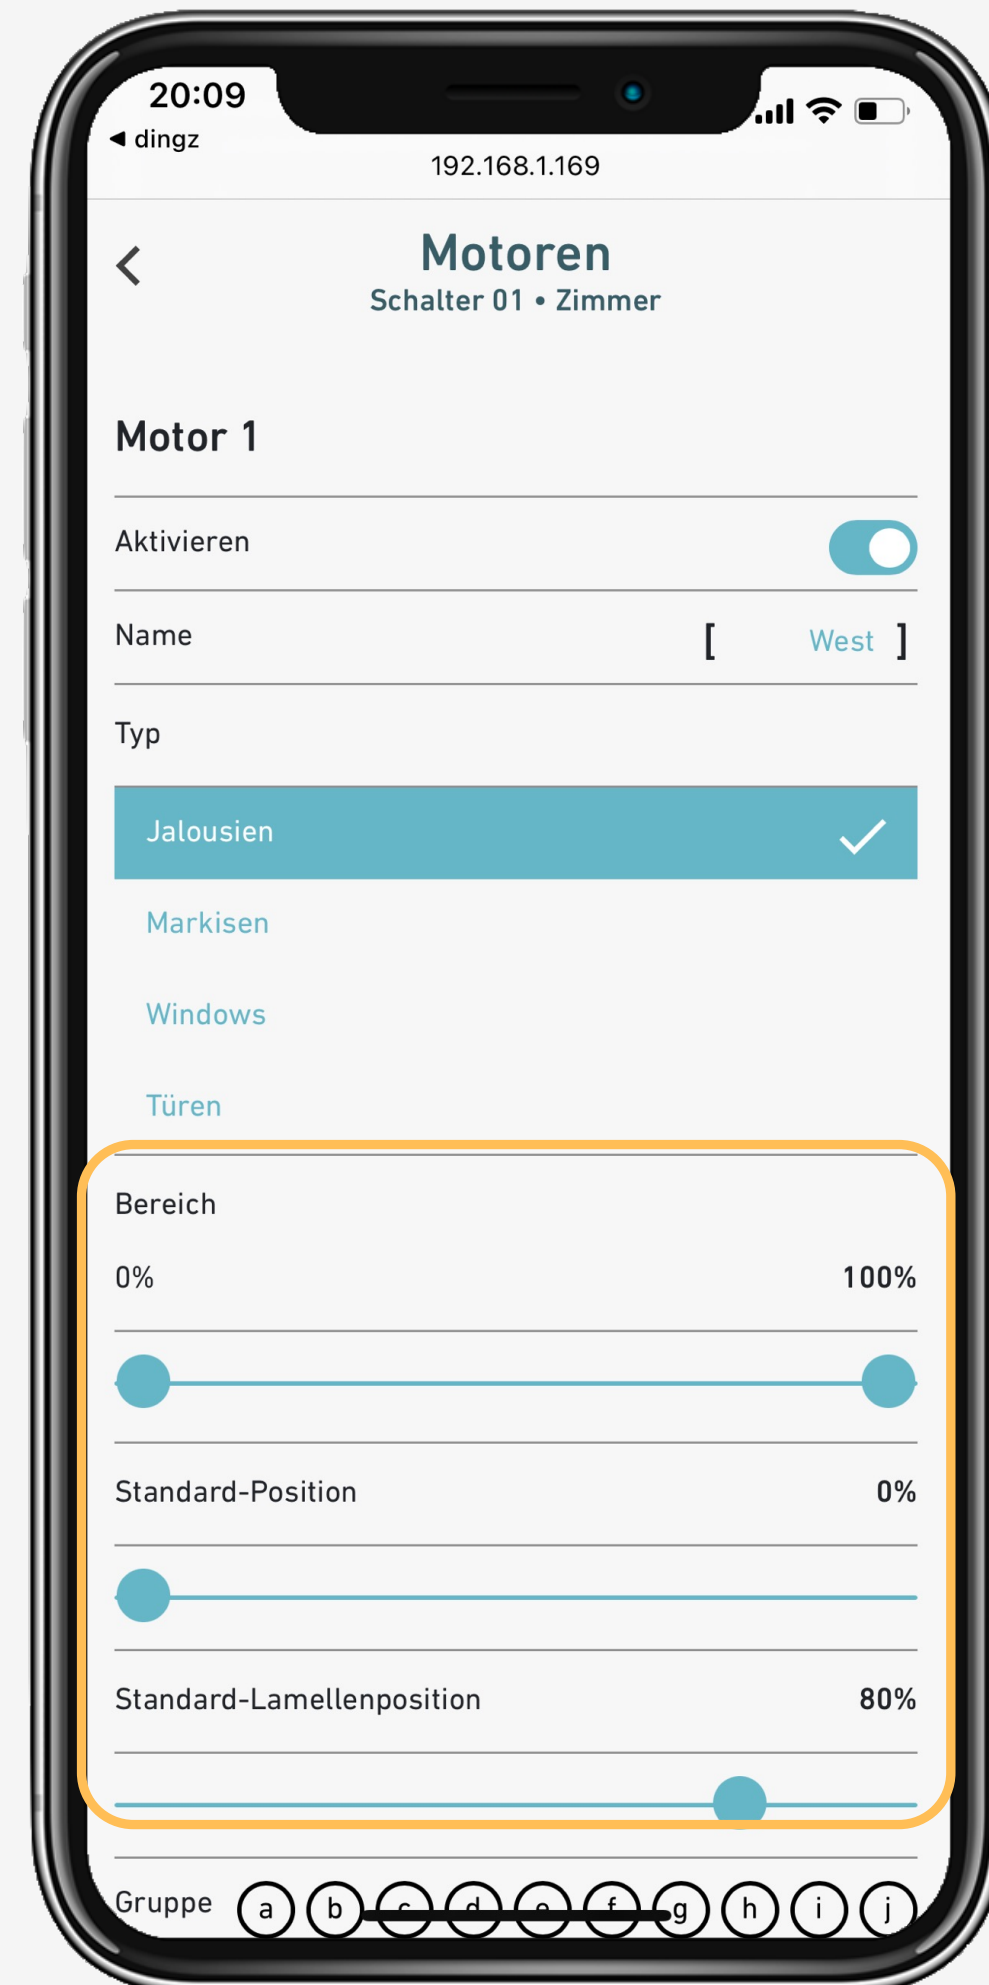 20:09
◀ dingz
192.168.1.169
Motoren
Schalter 01 • Zimmer
Motor 1
Aktivieren
Name [ West ]
Typ
Jalousien
Markisen
Windows
Türen
Bereich
0% 100%
Standard-Position 0%
Standard-Lamellenposition 80%
Gruppe a b c d e f g h i j